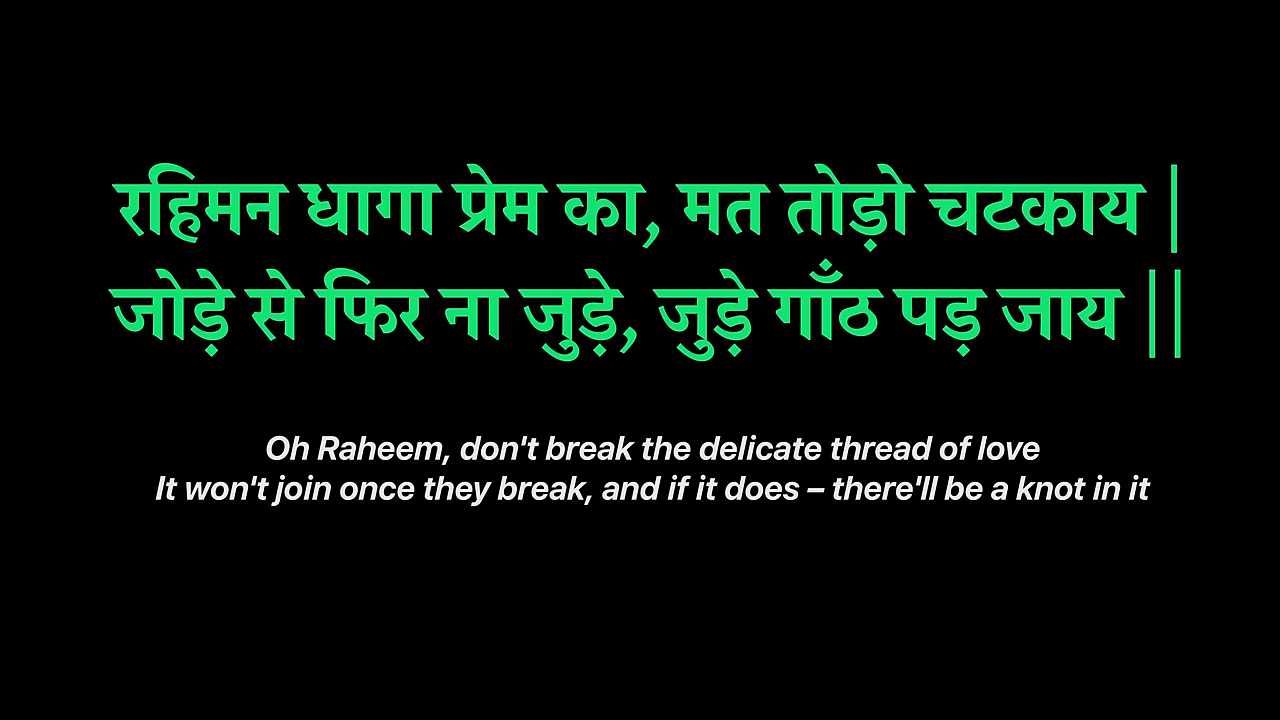 रहिमन धागा प्रेम का, मत तोड़ो चटकाय |
जोड़े से फिर ना जुड़े, जुड़े गाँठ पड़ जाय ||
Oh Raheem, don't break the delicate thread of love
It won't join once they break, and if it does – there'll be a knot in it